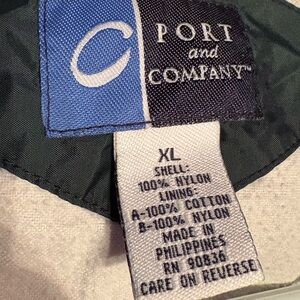 C PORT
and
COMPANY™
XL
SHELL:
100% NYLON
LINING:
A-100% COTTON
B-100% NYLON
MADE IN
PHILIPPINES
RN 90836
CARE ON REVERSE